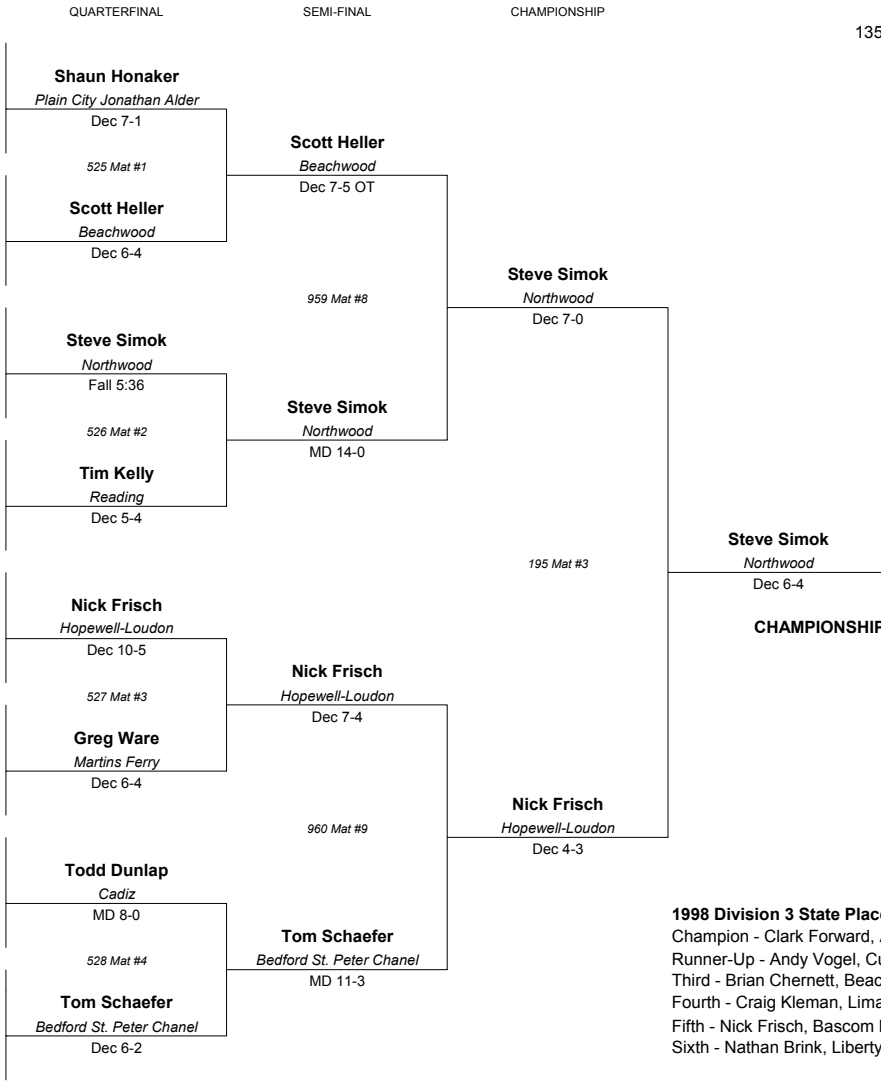 QUARTERFINAL SEMI-FINAL CHAMPIONSHIP
135
Shaun Honaker
Plain City Jonathan Alder
Dec 7-1
525 Mat #1
Scott Heller
Beachwood
Dec 6-4
Scott Heller
Beachwood
Dec 7-5 OT
959 Mat #8
Steve Simok
Northwood
Fall 5:36
526 Mat #2
Tim Kelly
Reading
Dec 5-4
Steve Simok
Northwood
MD 14-0
Steve Simok
Northwood
Dec 7-0
195 Mat #3
Steve Simok
Northwood
Dec 6-4
CHAMPIONSHIP
Nick Frisch
Hopewell-Loudon
Dec 10-5
527 Mat #3
Greg Ware
Martins Ferry
Dec 6-4
Nick Frisch
Hopewell-Loudon
Dec 7-4
960 Mat #9
Nick Frisch
Hopewell-Loudon
Dec 4-3
Todd Dunlap
Cadiz
MD 8-0
528 Mat #4
Tom Schaefer
Bedford St. Peter Chanel
Dec 6-2
Tom Schaefer
Bedford St. Peter Chanel
MD 11-3
1998 Division 3 State Place
Champion - Clark Forward,
Runner-Up - Andy Vogel, Cu
Third - Brian Chernett, Beac
Fourth - Craig Kleman, Lima
Fifth - Nick Frisch, Bascom
Sixth - Nathan Brink, Liberty